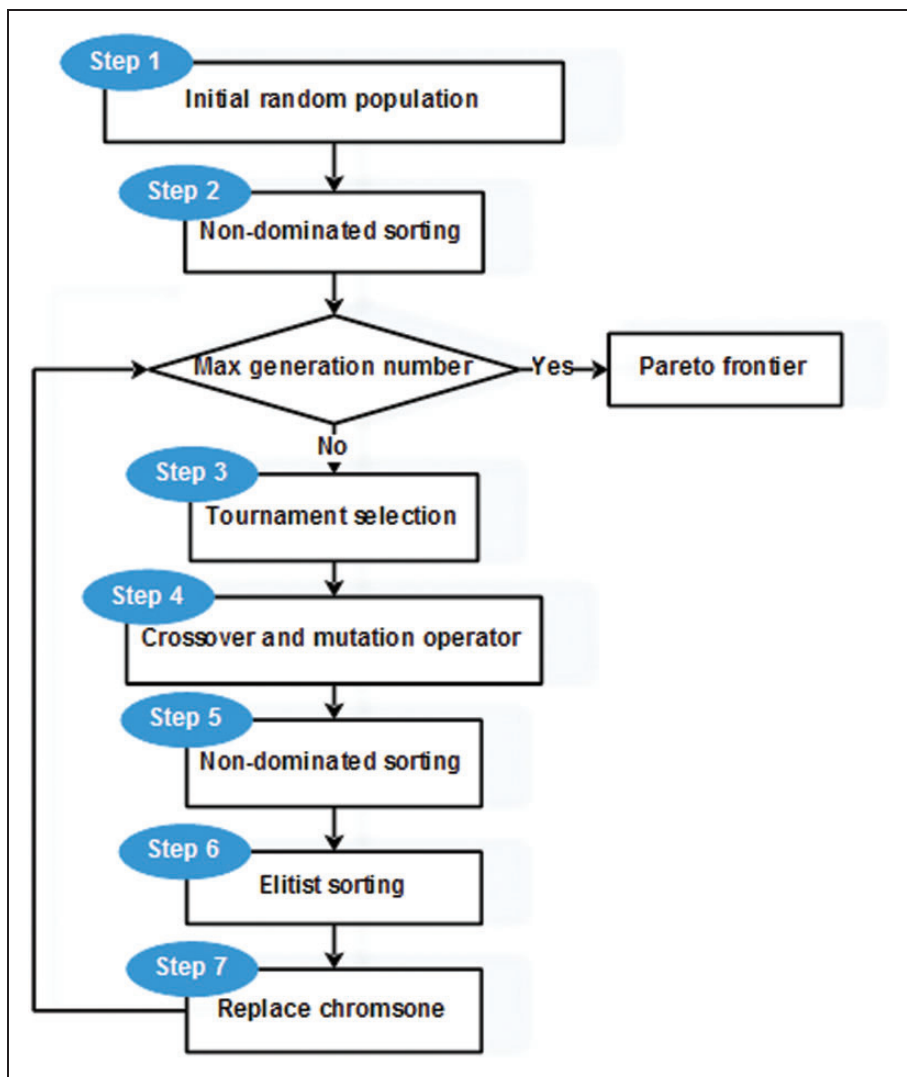 Step 1
Initial random population
Step 2
Non-dominated sorting
Max generation number
Yes
Pareto frontier
No
Step 3
Tournament selection
Step 4
Crossover and mutation operator
Step 5
Non-dominated sorting
Step 6
Elitist sorting
Step 7
Replace chromsone